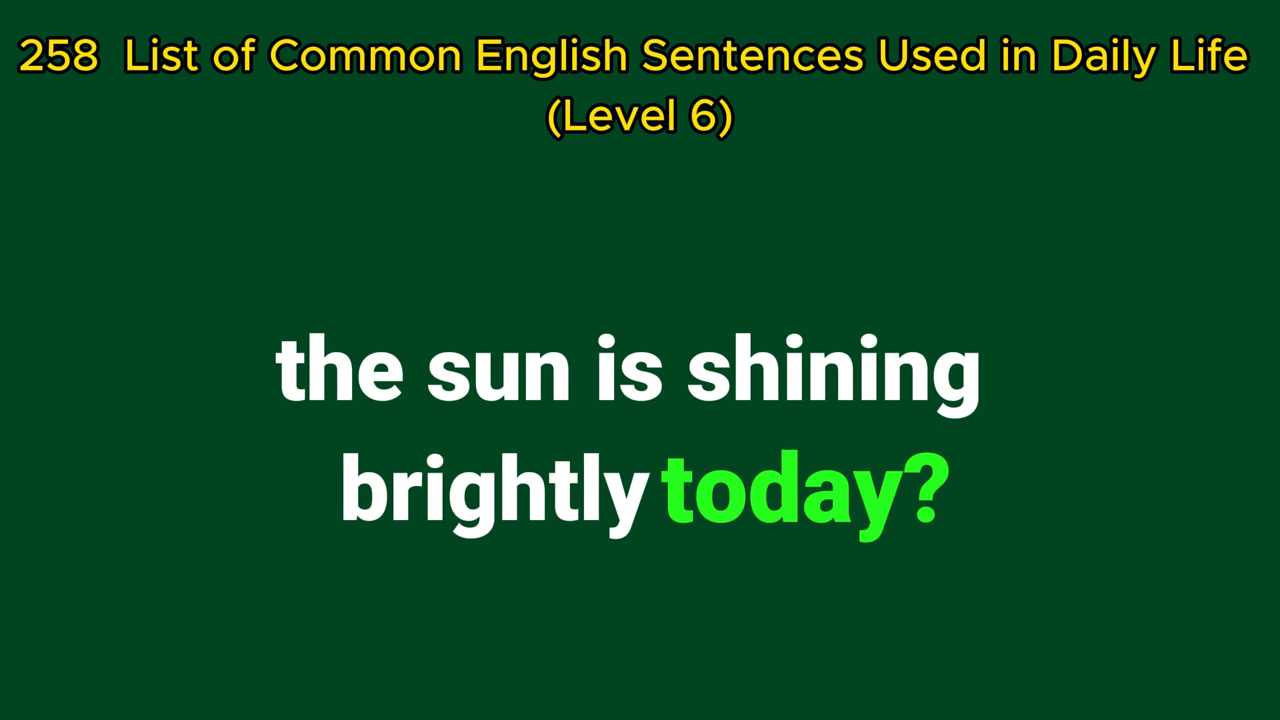 258 List of Common English Sentences Used in Daily Life
(Level 6)
the sun is shining
brightly today?